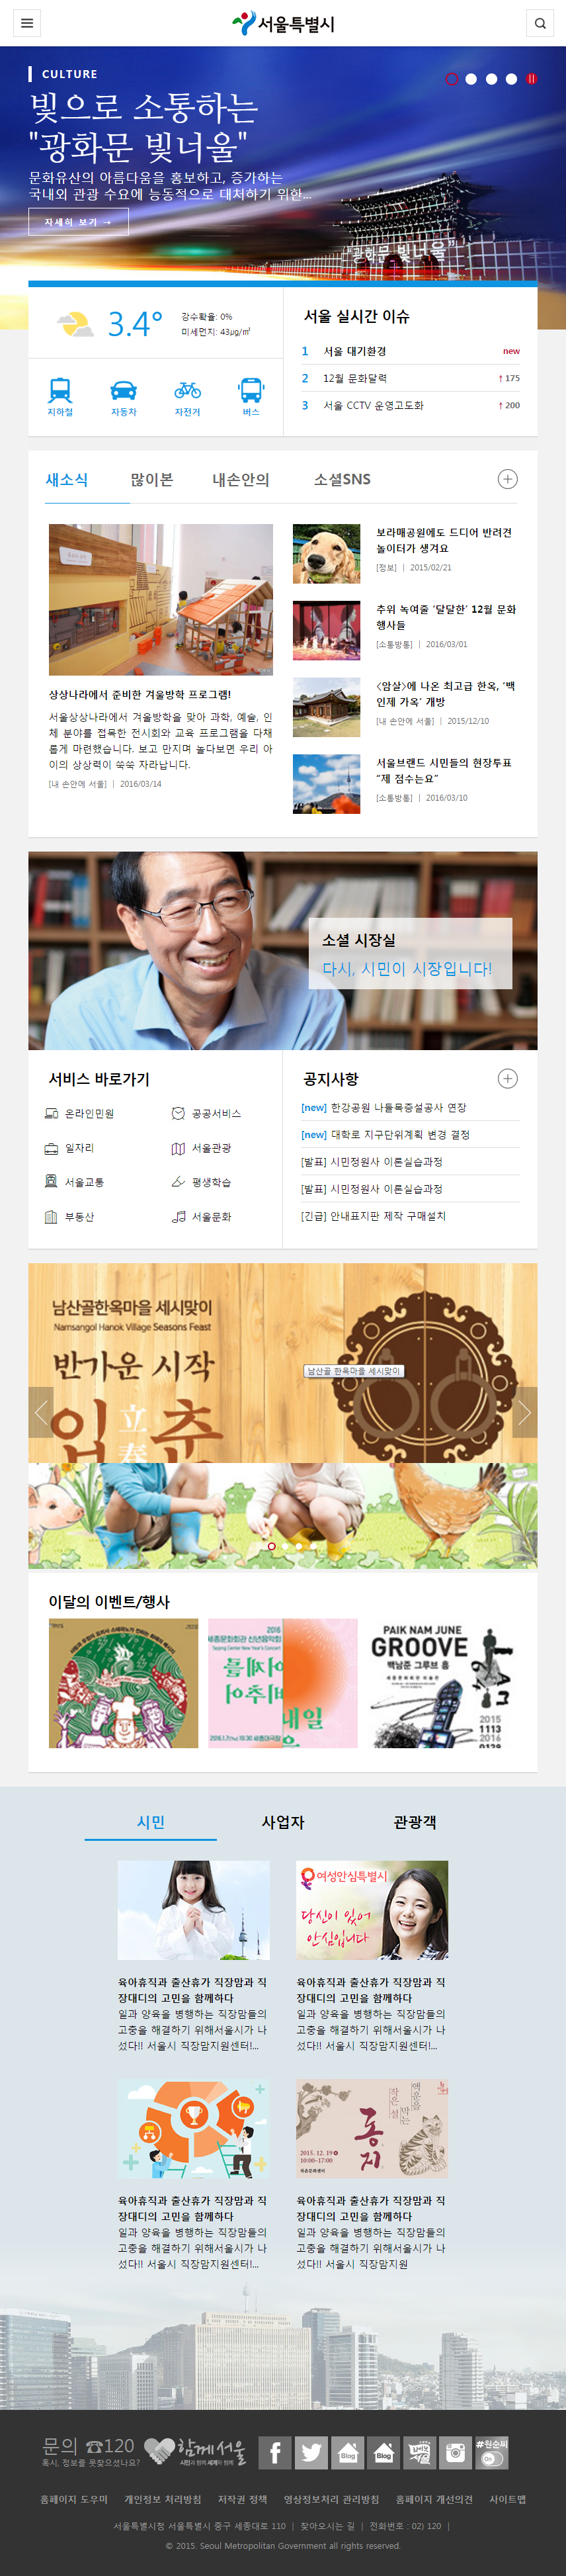 서울특별시
CULTURE
빛으로 소통하는
"광화문 빛너울"
문화유산의 아름다움을 홍보하고, 증가하는
국내외 관광 수요에 능동적으로 대처하기 위한...
자세히 보기 →
"광화문 빛너울"
3.4°
강수확률: 0%
미세먼지: 43㎍/㎥
지하철 자동차 자전거 버스
서울 실시간 이슈
1 서울 대기환경 new
2 12월 문화달력 ↑ 175
3 서울 CCTV 운영고도화 ↑ 200
새소식 많이본 내손안의 소셜SNS
상상나라에서 준비한 겨울방학 프로그램!
서울상상나라에서 겨울방학을 맞아 과학, 예술, 인
체 분야를 접목한 전시회와 교육 프로그램을 다채
롭게 마련했습니다. 보고 만지며 놀다보면 우리 아
이의 상상력이 쑥쑥 자라납니다.
[내 손안에 서울] | 2016/03/14
보라매공원에도 드디어 반려견
놀이터가 생겨요
[정보] | 2015/02/21
추위 녹여줄 '달달한' 12월 문화
행사들
[소통방통] | 2016/03/01
<암살>에 나온 최고급 한옥, '백
인제 가옥' 개방
[내 손안에 서울] | 2015/12/10
서울브랜드 시민들의 현장투표
"제 점수는요"
[소통방통] | 2016/03/10
소셜 시장실
다시, 시민이 시장입니다!
서비스 바로가기
온라인민원 공공서비스
일자리 서울관광
서울교통 평생학습
부동산 서울문화
공지사항
[new] 한강공원 나들목증설공사 연장
[new] 대학로 지구단위계획 변경 결정
[발표] 시민정원사 이론실습과정
[발표] 시민정원사 이론실습과정
[긴급] 안내표지판 제작 구매설치
남산골한옥마을 세시맞이
Namsangol Hanok Village Seasons Feast
반가운 시작
입춘
立春
남산골 한옥마을 세시맞이
이달의 이벤트/행사
2016
세종문화회관 신년음악회
Sejong Center New Year's Concert
내일
2016.1.7(목) 19:30 세종대극장
PAIK NAM JUNE
GROOVE
백남준 그루브 흥
2015
1113
2016
0129
시민 사업자 관광객
여성안심특별시
당신이 있어
안심입니다
육아휴직과 출산휴가 직장맘과 직
장대디의 고민을 함께하다
일과 양육을 병행하는 직장맘들의
고중을 해결하기 위해서울시가 나
섰다!! 서울시 직장맘지원센터!...
육아휴직과 출산휴가 직장맘과 직
장대디의 고민을 함께하다
일과 양육을 병행하는 직장맘들의
고중을 해결하기 위해서울시가 나
섰다!! 서울시 직장맘지원센터!...
작은 설
액운을 막는
동지
2015. 12. 19
10:00~17:00
육아휴직과 출산휴가 직장맘과 직
장대디의 고민을 함께하다
일과 양육을 병행하는 직장맘들의
고중을 해결하기 위해서울시가 나
섰다!! 서울시 직장맘지원센터!...
육아휴직과 출산휴가 직장맘과 직
장대디의 고민을 함께하다
일과 양육을 병행하는 직장맘들의
고중을 해결하기 위해서울시가 나
섰다!! 서울시 직장맘지원
문의 ☎120
혹시, 정보를 못찾으셨나요?
함께서울
사람과 함께 세계와 함께
Blog
Blog
#원순씨
On
홈페이지 도우미 개인정보 처리방침 저작권 정책 영상정보처리 관리방침 홈페이지 개선의견 사이트맵
서울특별시청 서울특별시 중구 세종대로 110 | 찾아오시는 길 | 전화번호 : 02) 120 |
© 2015. Seoul Metropolitan Government all rights reserved.